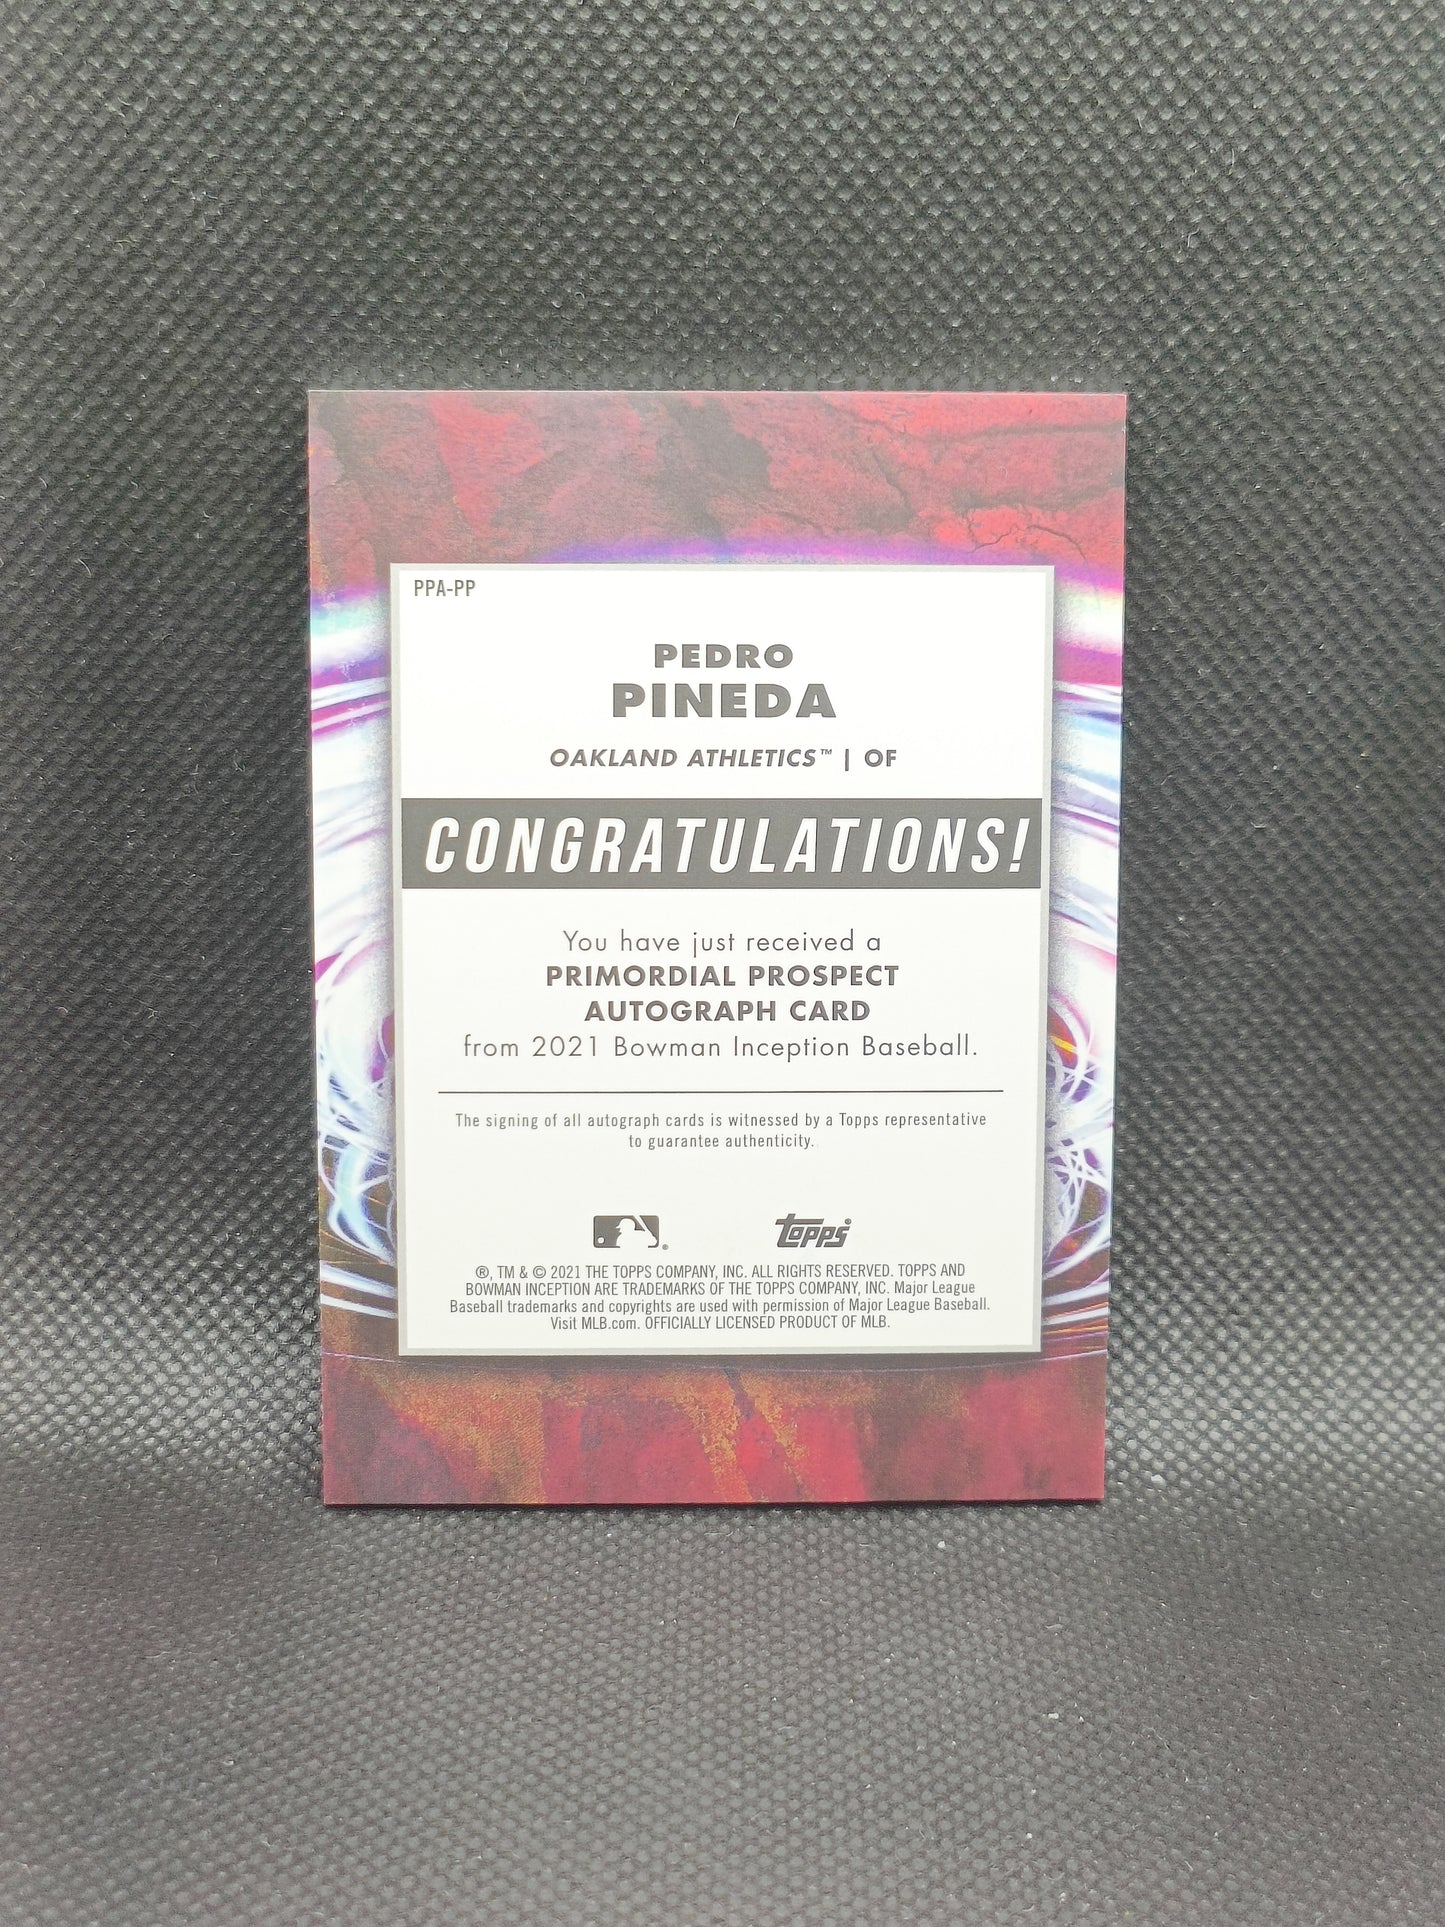 PPA-PP
PEDRO
PINEDA
OAKLAND ATHLETICS™ | OF
CONGRATULATIONS!
You have just received a
PRIMORDIAL PROSPECT
AUTOGRAPH CARD
from 2021 Bowman Inception Baseball.
The signing of all autograph cards is witnessed by a Topps representative
to guarantee authenticity.
® topps®
®, TM & © 2021 THE TOPPS COMPANY, INC. ALL RIGHTS RESERVED. TOPPS AND
BOWMAN INCEPTION ARE TRADEMARKS OF THE TOPPS COMPANY, INC. Major League
Baseball trademarks and copyrights are used with permission of Major League Baseball.
Visit MLB.com. OFFICIALLY LICENSED PRODUCT OF MLB.